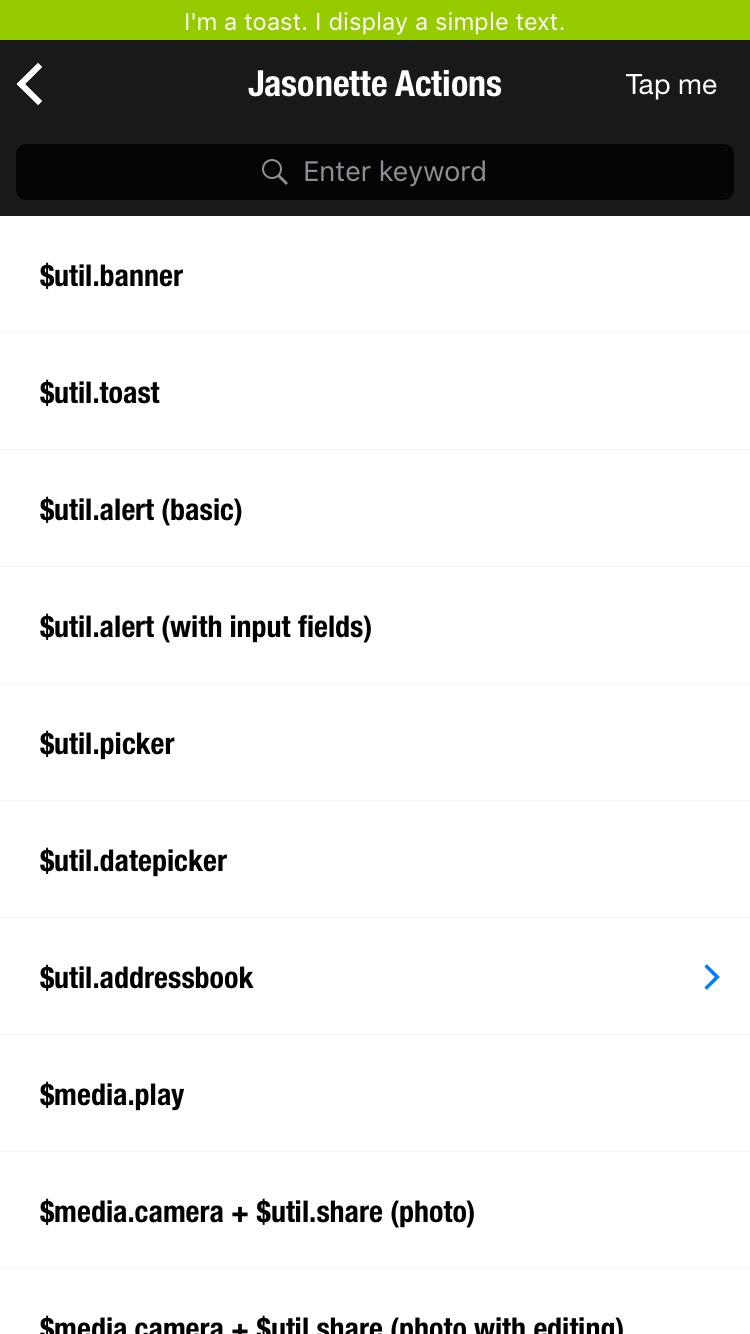 I'm a toast. I display a simple text.
Jasonette Actions
Tap me
Enter keyword
$util.banner
$util.toast
$util.alert (basic)
$util.alert (with input fields)
$util.picker
$util.datepicker
$util.addressbook
$media.play
$media.camera + $util.share (photo)
$media.camera + $util.share (photo with editing)